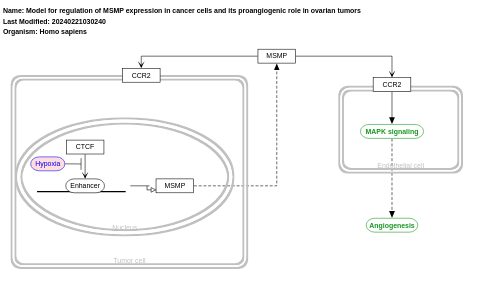 Name: Model for regulation of MSMP expression in cancer cells and its proangiogenic role in ovarian tumors
Last Modified: 20240221030240
Organism: Homo sapiens
MSMP
CCR2
CCR2
MAPK signaling
CTCF
Hypoxia
Endothelial cell
Enhancer
MSMP
Angiogenesis
Nucleus
Tumor cell